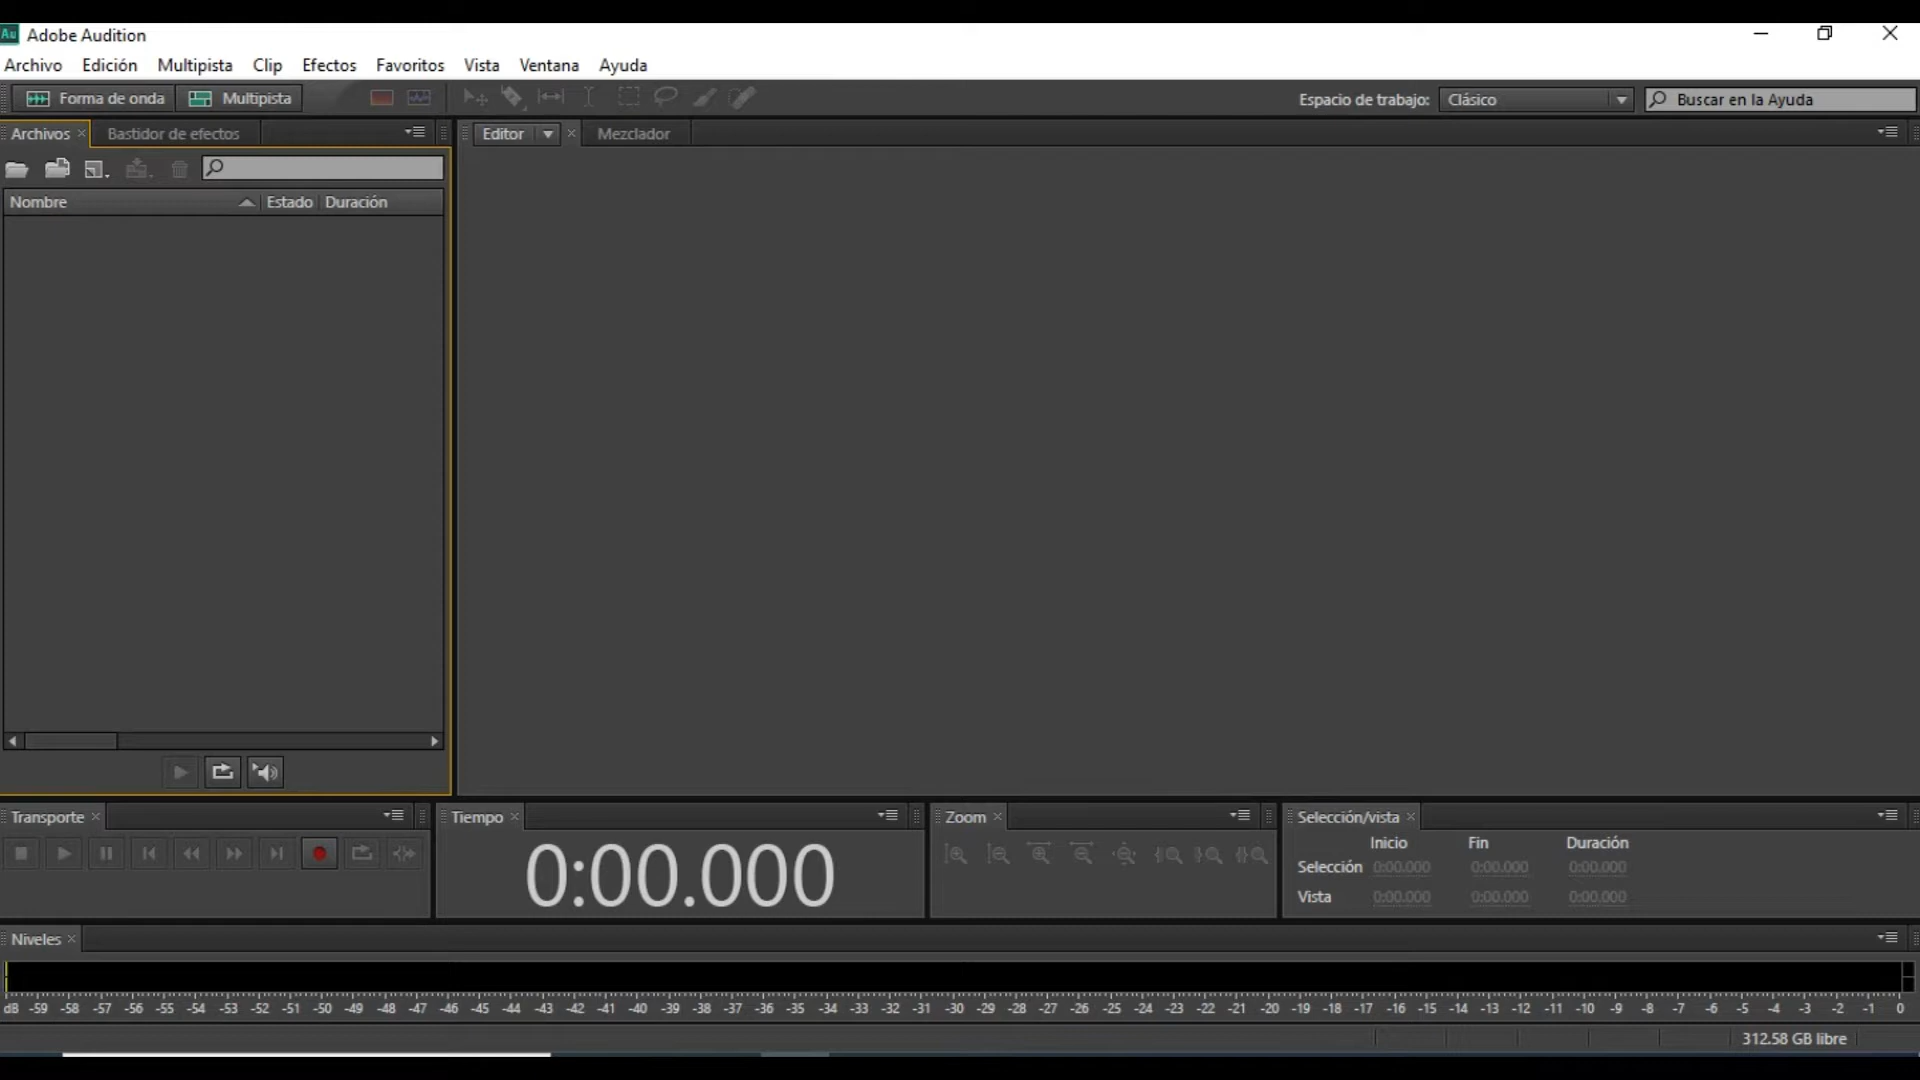 Au Adobe Audition
Archivo Edición Multipista Clip Efectos Favoritos Vista Ventana Ayuda
Forma de onda Multipista Espacio de trabajo: Clásico Buscar en la Ayuda
Archivos Bastidor de efectos Editor Mezclador
Nombre Estado Duración
Transporte Tiempo Zoom Selección/vista
Inicio Fin Duración
Selección 0:00.000 0:00.000 0:00.000
Vista 0:00.000 0:00.000 0:00.000
0:00.000
Niveles
dB -59 -58 -57 -56 -55 -54 -53 -52 -51 -50 -49 -48 -47 -46 -45 -44 -43 -42 -41 -40 -39 -38 -37 -36 -35 -34 -33 -32 -31 -30 -29 -28 -27 -26 -25 -24 -23 -22 -21 -20 -19 -18 -17 -16 -15 -14 -13 -12 -11 -10 -9 -8 -7 -6 -5 -4 -3 -2 -1 0
312.58 GB libre